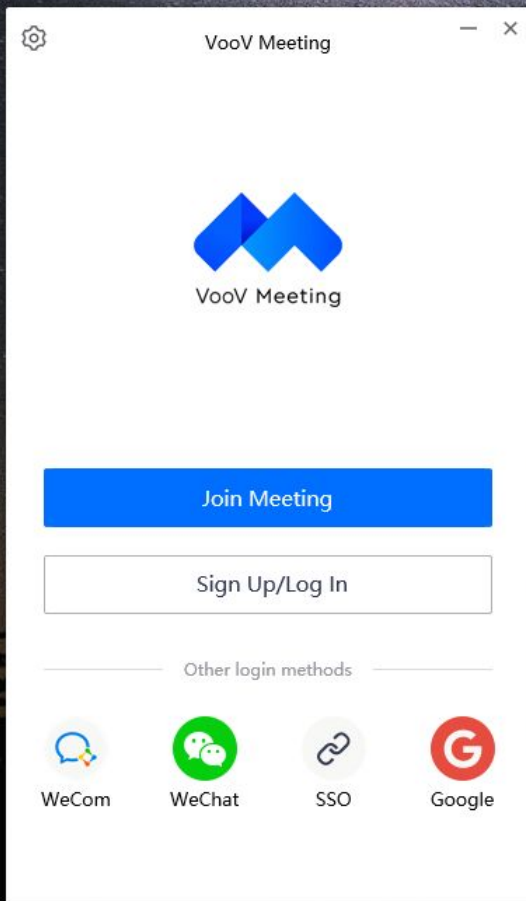 VooV Meeting
VooV Meeting
Join Meeting
Sign Up/Log In
Other login methods
WeCom WeChat SSO Google